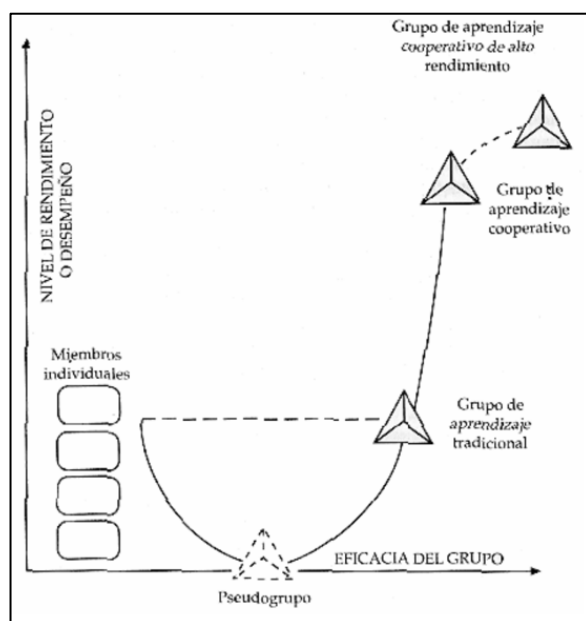 Grupo de aprendizaje
cooperativo de alto
rendimiento
NIVEL DE RENDIMIENTO
O DESEMPEÑO
Grupo de
aprendizaje
cooperativo
Miembros
individuales
Grupo de
aprendizaje
tradicional
EFICACIA DEL GRUPO
Pseudogrupo